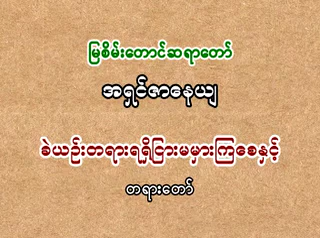 မြစိမ်းတောင်ဆရာတော်
အရှင်ဇာနေယျ
ခဲယဉ်းတရားရရှိငြားမမှားကြစေနှင့်
တရားတော်